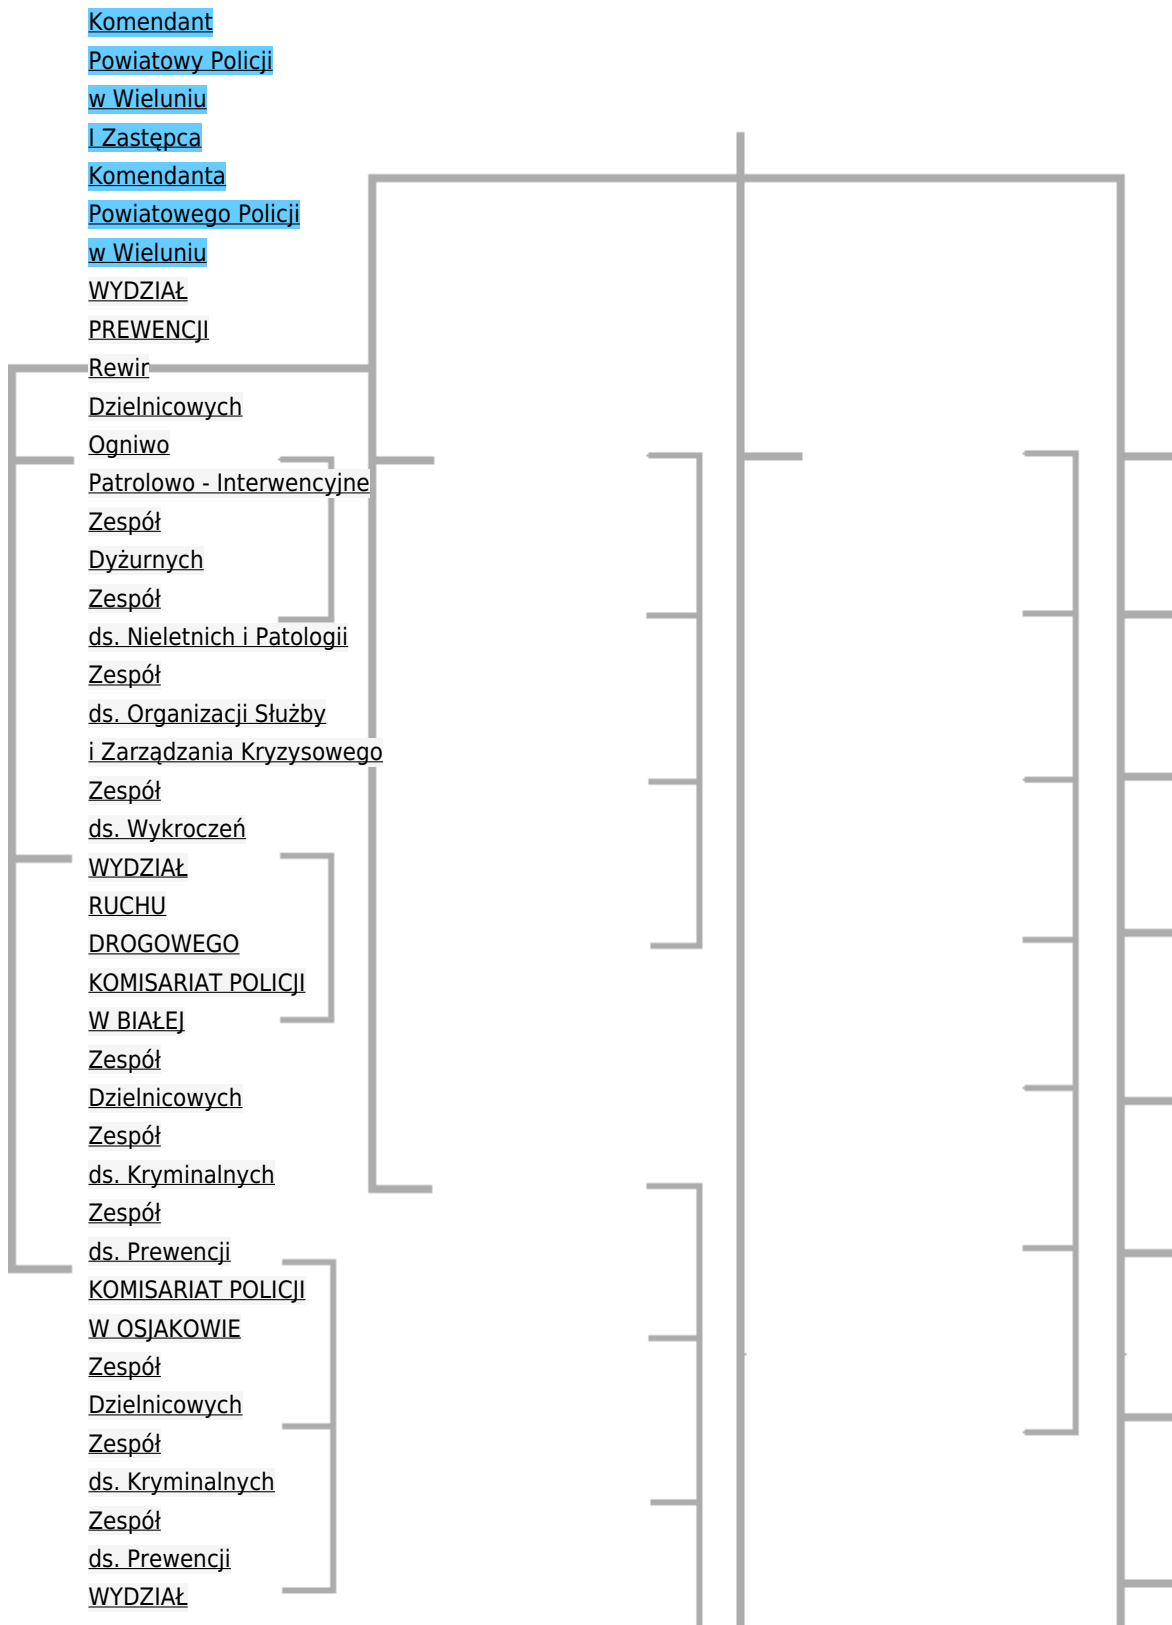 Komendant
Powiatowy Policji
w Wieluniu
I Zastępca
Komendanta
Powiatowego Policji
w Wieluniu
WYDZIAŁ
PREWENCJI
Rewir
Dzielnicowych
Ogniwo
Patrolowo - Interwencyjne
Zespół
Dyżurnych
Zespół
ds. Nieletnich i Patologii
Zespół
ds. Organizacji Służby
i Zarządzania Kryzysowego
Zespół
ds. Wykroczeń
WYDZIAŁ
RUCHU
DROGOWEGO
KOMISARIAT POLICJI
W BIAŁEJ
Zespół
Dzielnicowych
Zespół
ds. Kryminalnych
Zespół
ds. Prewencji
KOMISARIAT POLICJI
W OSJAKOWIE
Zespół
Dzielnicowych
Zespół
ds. Kryminalnych
Zespół
ds. Prewencji
WYDZIAŁ